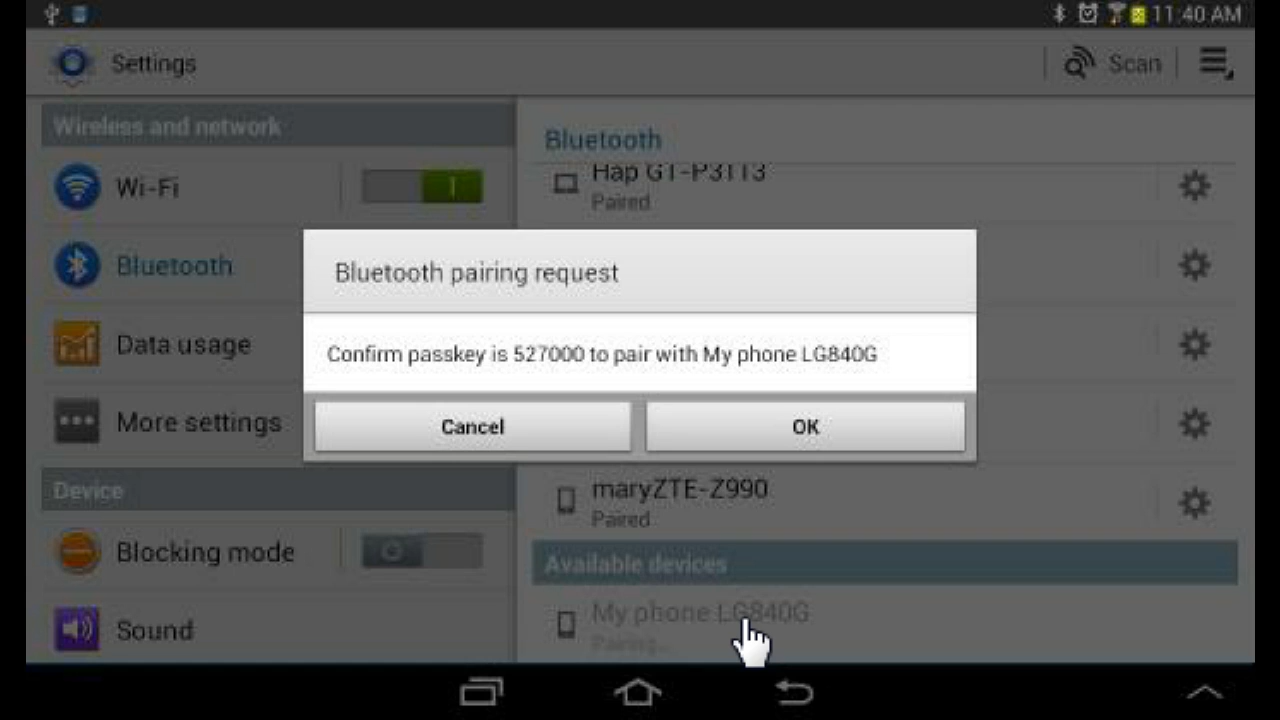 11:40 AM
Settings
Scan
Wireless and network
Wi-Fi
Bluetooth
Data usage
More settings
Device
Blocking mode
Sound
Bluetooth
Hap GT-P3113
Paired
Bluetooth pairing request
Confirm passkey is 527000 to pair with My phone LG840G
Cancel
OK
maryZTE-Z990
Paired
Available devices
My phone LG840G
Pairing...